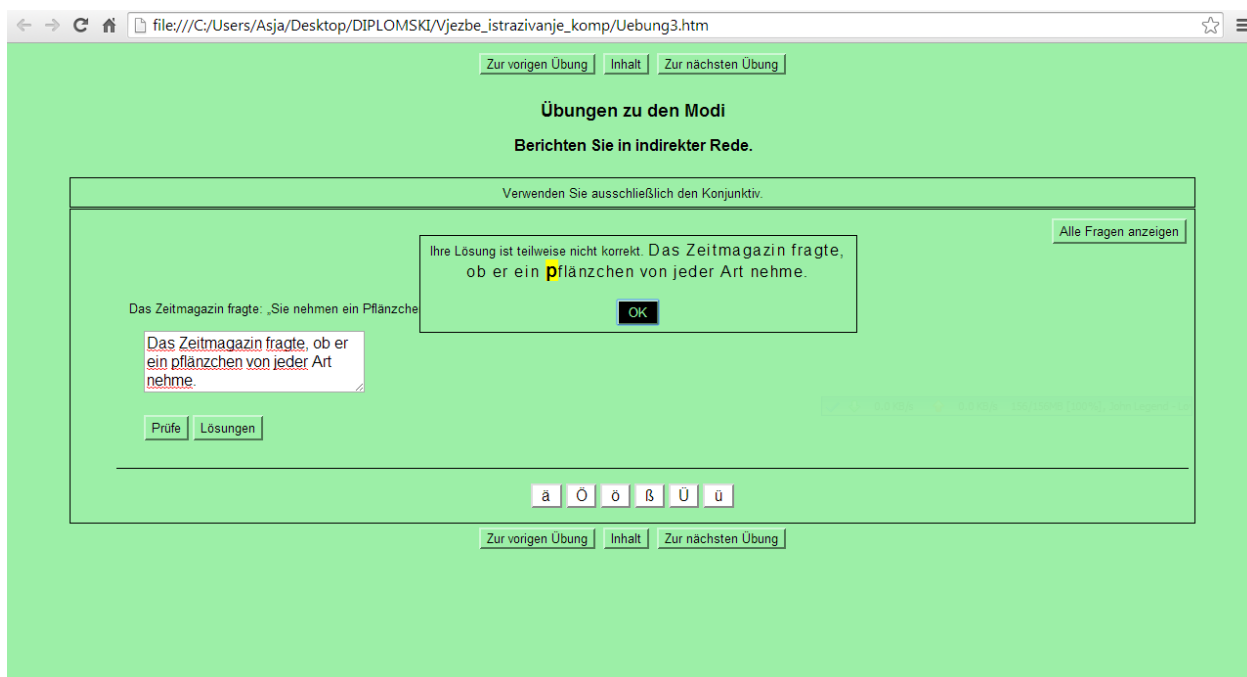 file:///C:/Users/Asja/Desktop/DIPLOMSKI/Vjezbe_istrazivanje_komp/Uebung3.htm
Zur vorigen Übung Inhalt Zur nächsten Übung
Übungen zu den Modi
Berichten Sie in indirekter Rede.
Verwenden Sie ausschließlich den Konjunktiv.
Alle Fragen anzeigen
Ihre Lösung ist teilweise nicht korrekt. Das Zeitmagazin fragte,
ob er ein pflänzchen von jeder Art nehme.
OK
Das Zeitmagazin fragte: „Sie nehmen ein Pflänzche
Das Zeitmagazin fragte, ob er
ein pflänzchen von jeder Art
nehme.
Prüfe Lösungen
ä Ö ö ß Ü ü
Zur vorigen Übung Inhalt Zur nächsten Übung